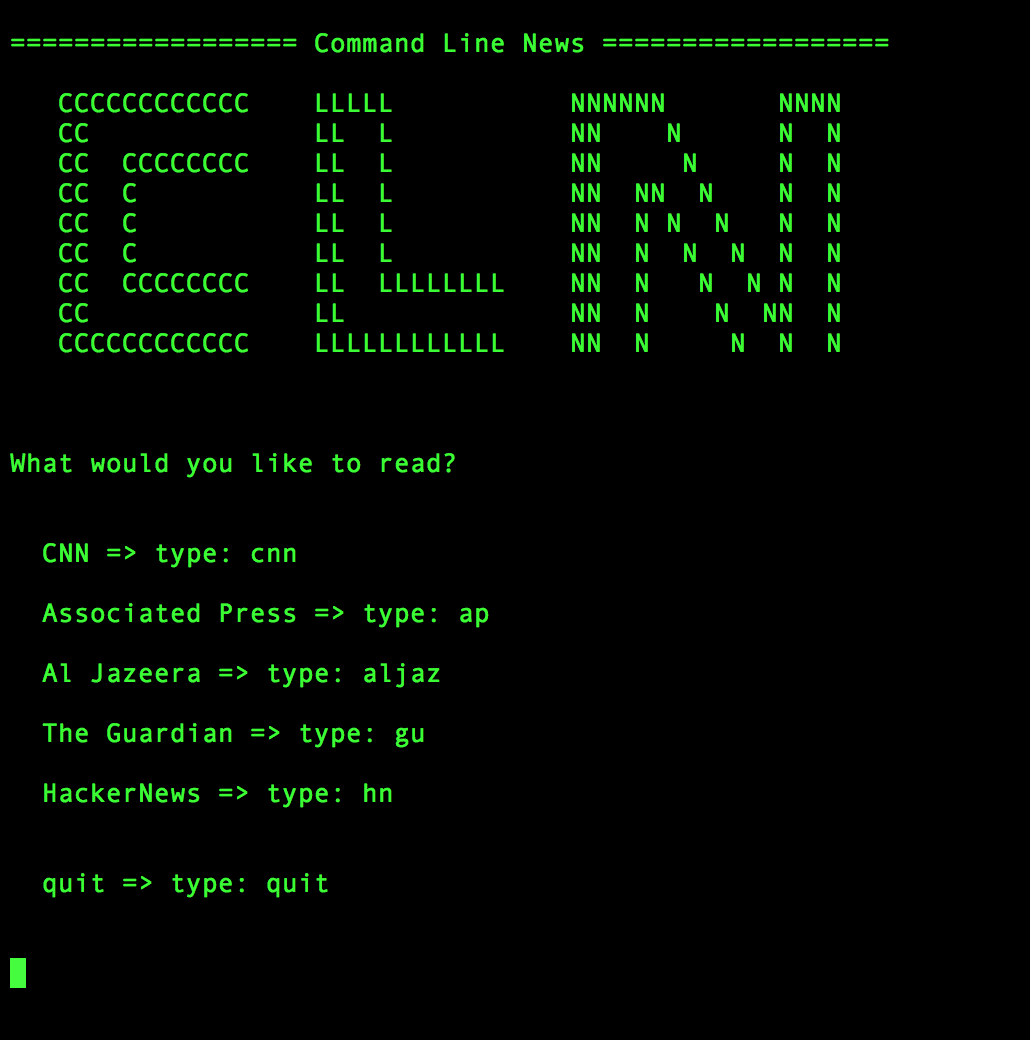 ================== Command Line News ==================
   CCCCCCCCCCCC    LLLLL           NNNNNN       NNNN
   CC              LL  L           NN    N      N  N
   CC  CCCCCCCC    LL  L           NN     N     N  N
   CC  C           LL  L           NN  NN  N    N  N
   CC  C           LL  L           NN  N N  N   N  N
   CC  C           LL  L           NN  N  N  N  N  N
   CC  CCCCCCCC    LL  LLLLLLLL    NN  N   N  N N  N
   CC              LL              NN  N    N  NN  N
   CCCCCCCCCCCC    LLLLLLLLLLLL    NN  N     N  N  N
What would you like to read?
  CNN => type: cnn
  Associated Press => type: ap
  Al Jazeera => type: aljaz
  The Guardian => type: gu
  HackerNews => type: hn
  quit => type: quit